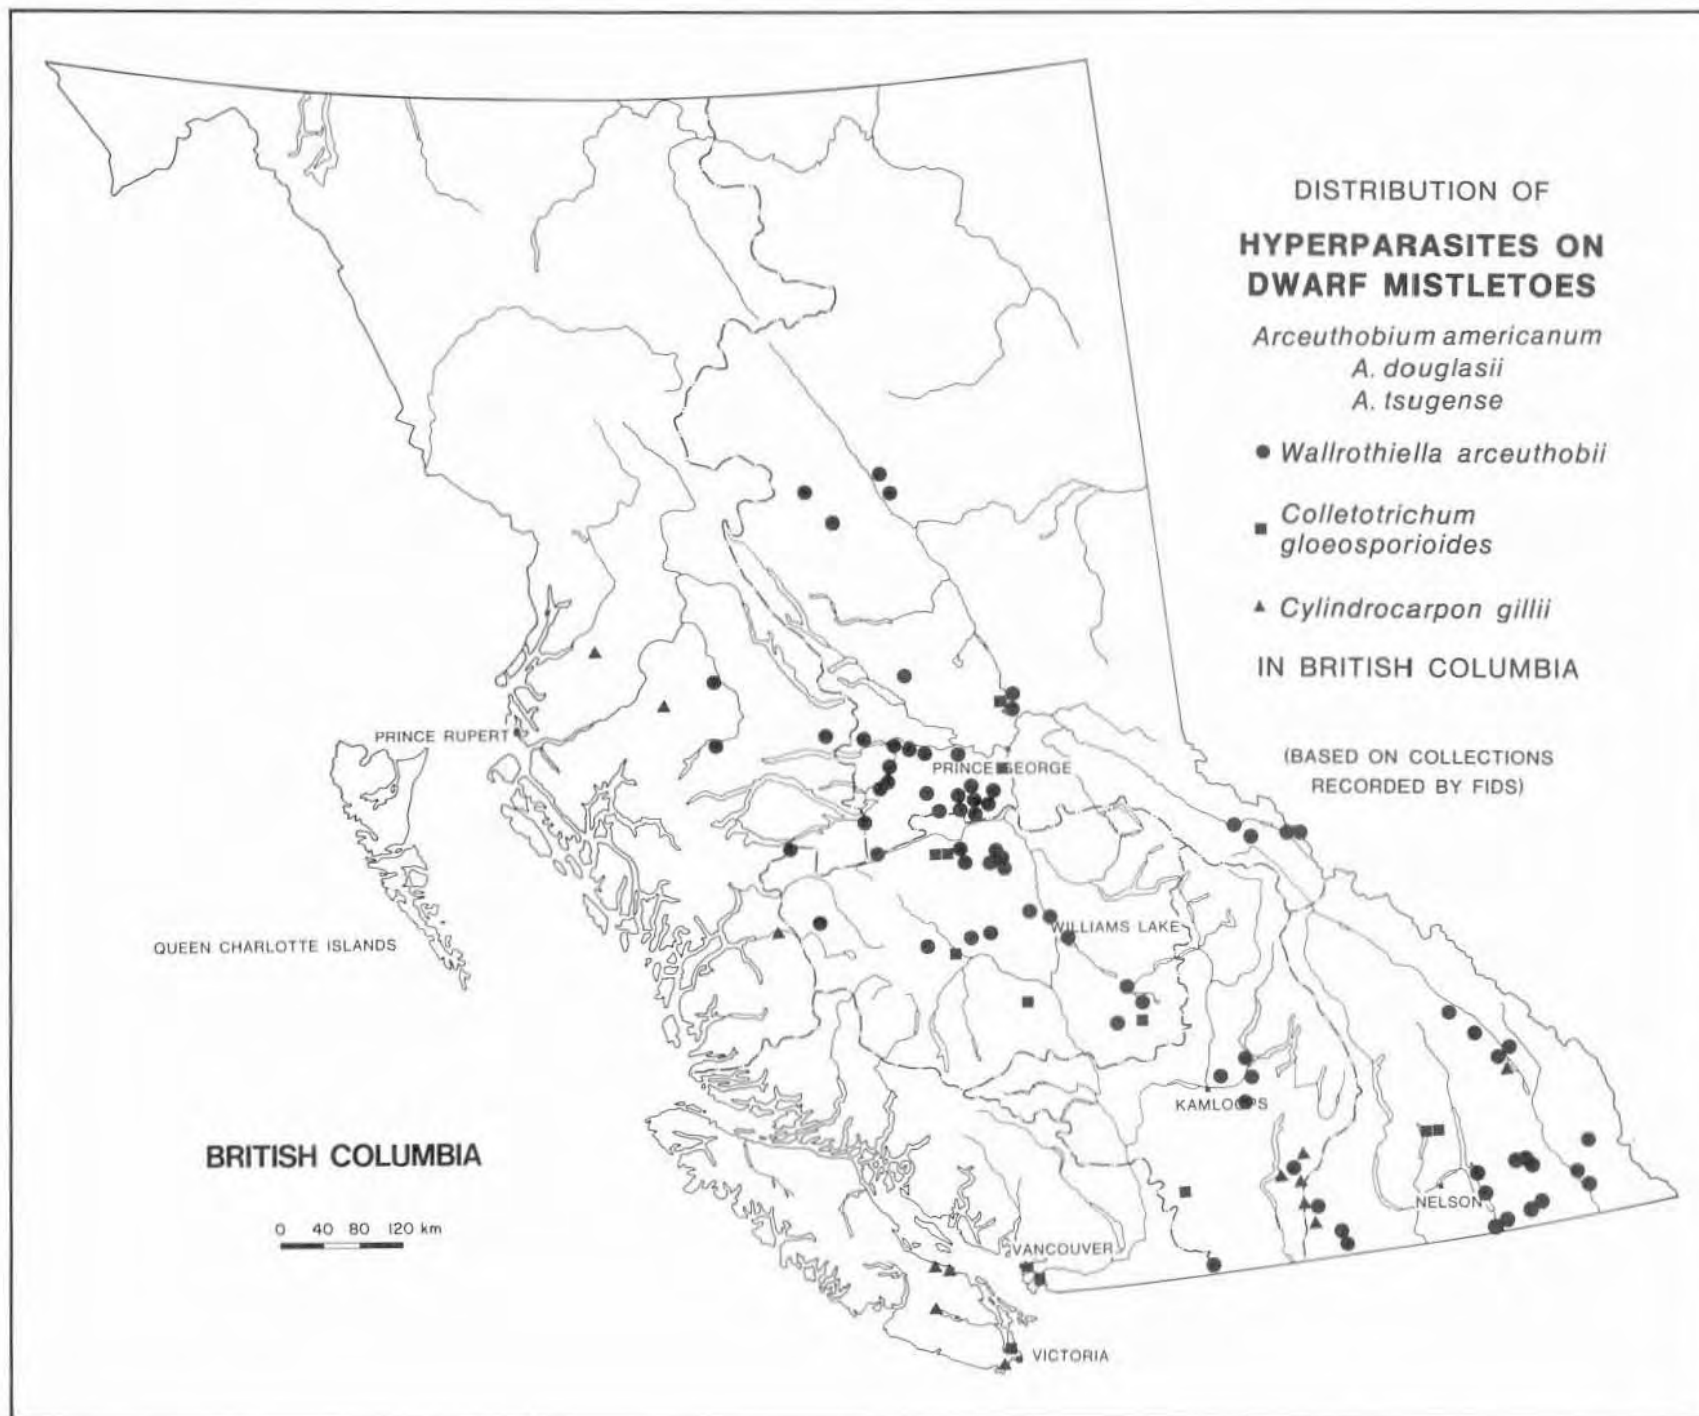 DISTRIBUTION OF
HYPERPARASITES ON
DWARF MISTLETOES
Arceuthobium americanum
A. douglasii
A. tsugense
Wallrothiella arceuthobii
Colletotrichum
gloeosporioides
Cylindrocarpon gillii
IN BRITISH COLUMBIA
(BASED ON COLLECTIONS
RECORDED BY FIDS)
PRINCE RUPERT
PRINCE GEORGE
QUEEN CHARLOTTE ISLANDS
WILLIAMS LAKE
KAMLOOPS
BRITISH COLUMBIA
NELSON
0 40 80 120 km
VANCOUVER
VICTORIA